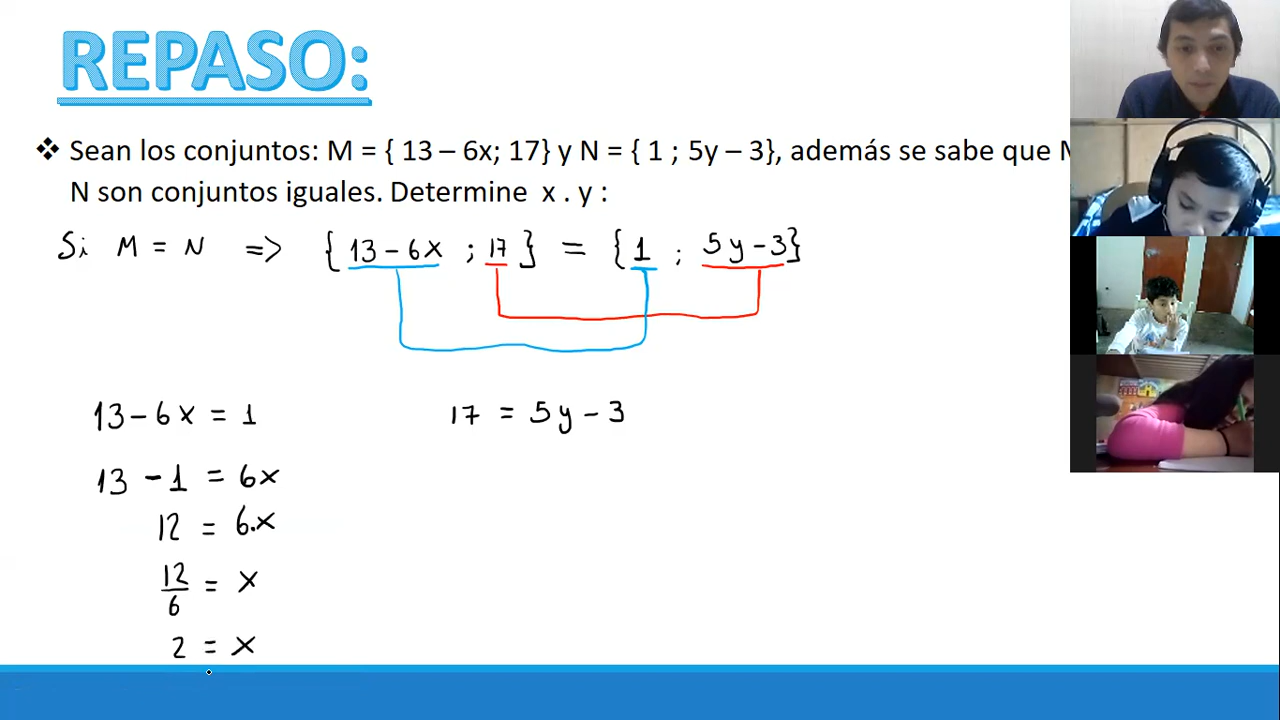 REPASO:
❖ Sean los conjuntos: M = { 13 – 6x; 17} y N = { 1 ; 5y – 3}, además se sabe que
N son conjuntos iguales. Determine x . y :
Si M = N => { 13 – 6x ; 17 } = { 1 ; 5y – 3}
13 – 6x = 1
17 = 5y – 3
13 – 1 = 6x
12 = 6.x
12/6 = x
2 = x